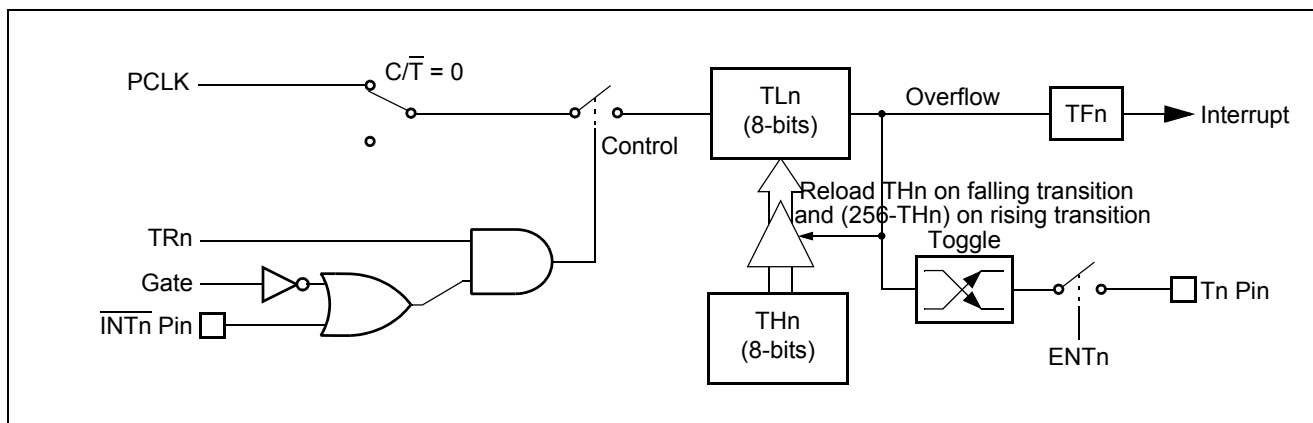 PCLK
C/T̅ = 0
Control
TLn
(8-bits)
Overflow
TFn
Interrupt
Reload THn on falling transition
and (256-THn) on rising transition
TRn
Gate
I̅N̅T̅n̅ Pin
THn
(8-bits)
Toggle
Tn Pin
ENTn